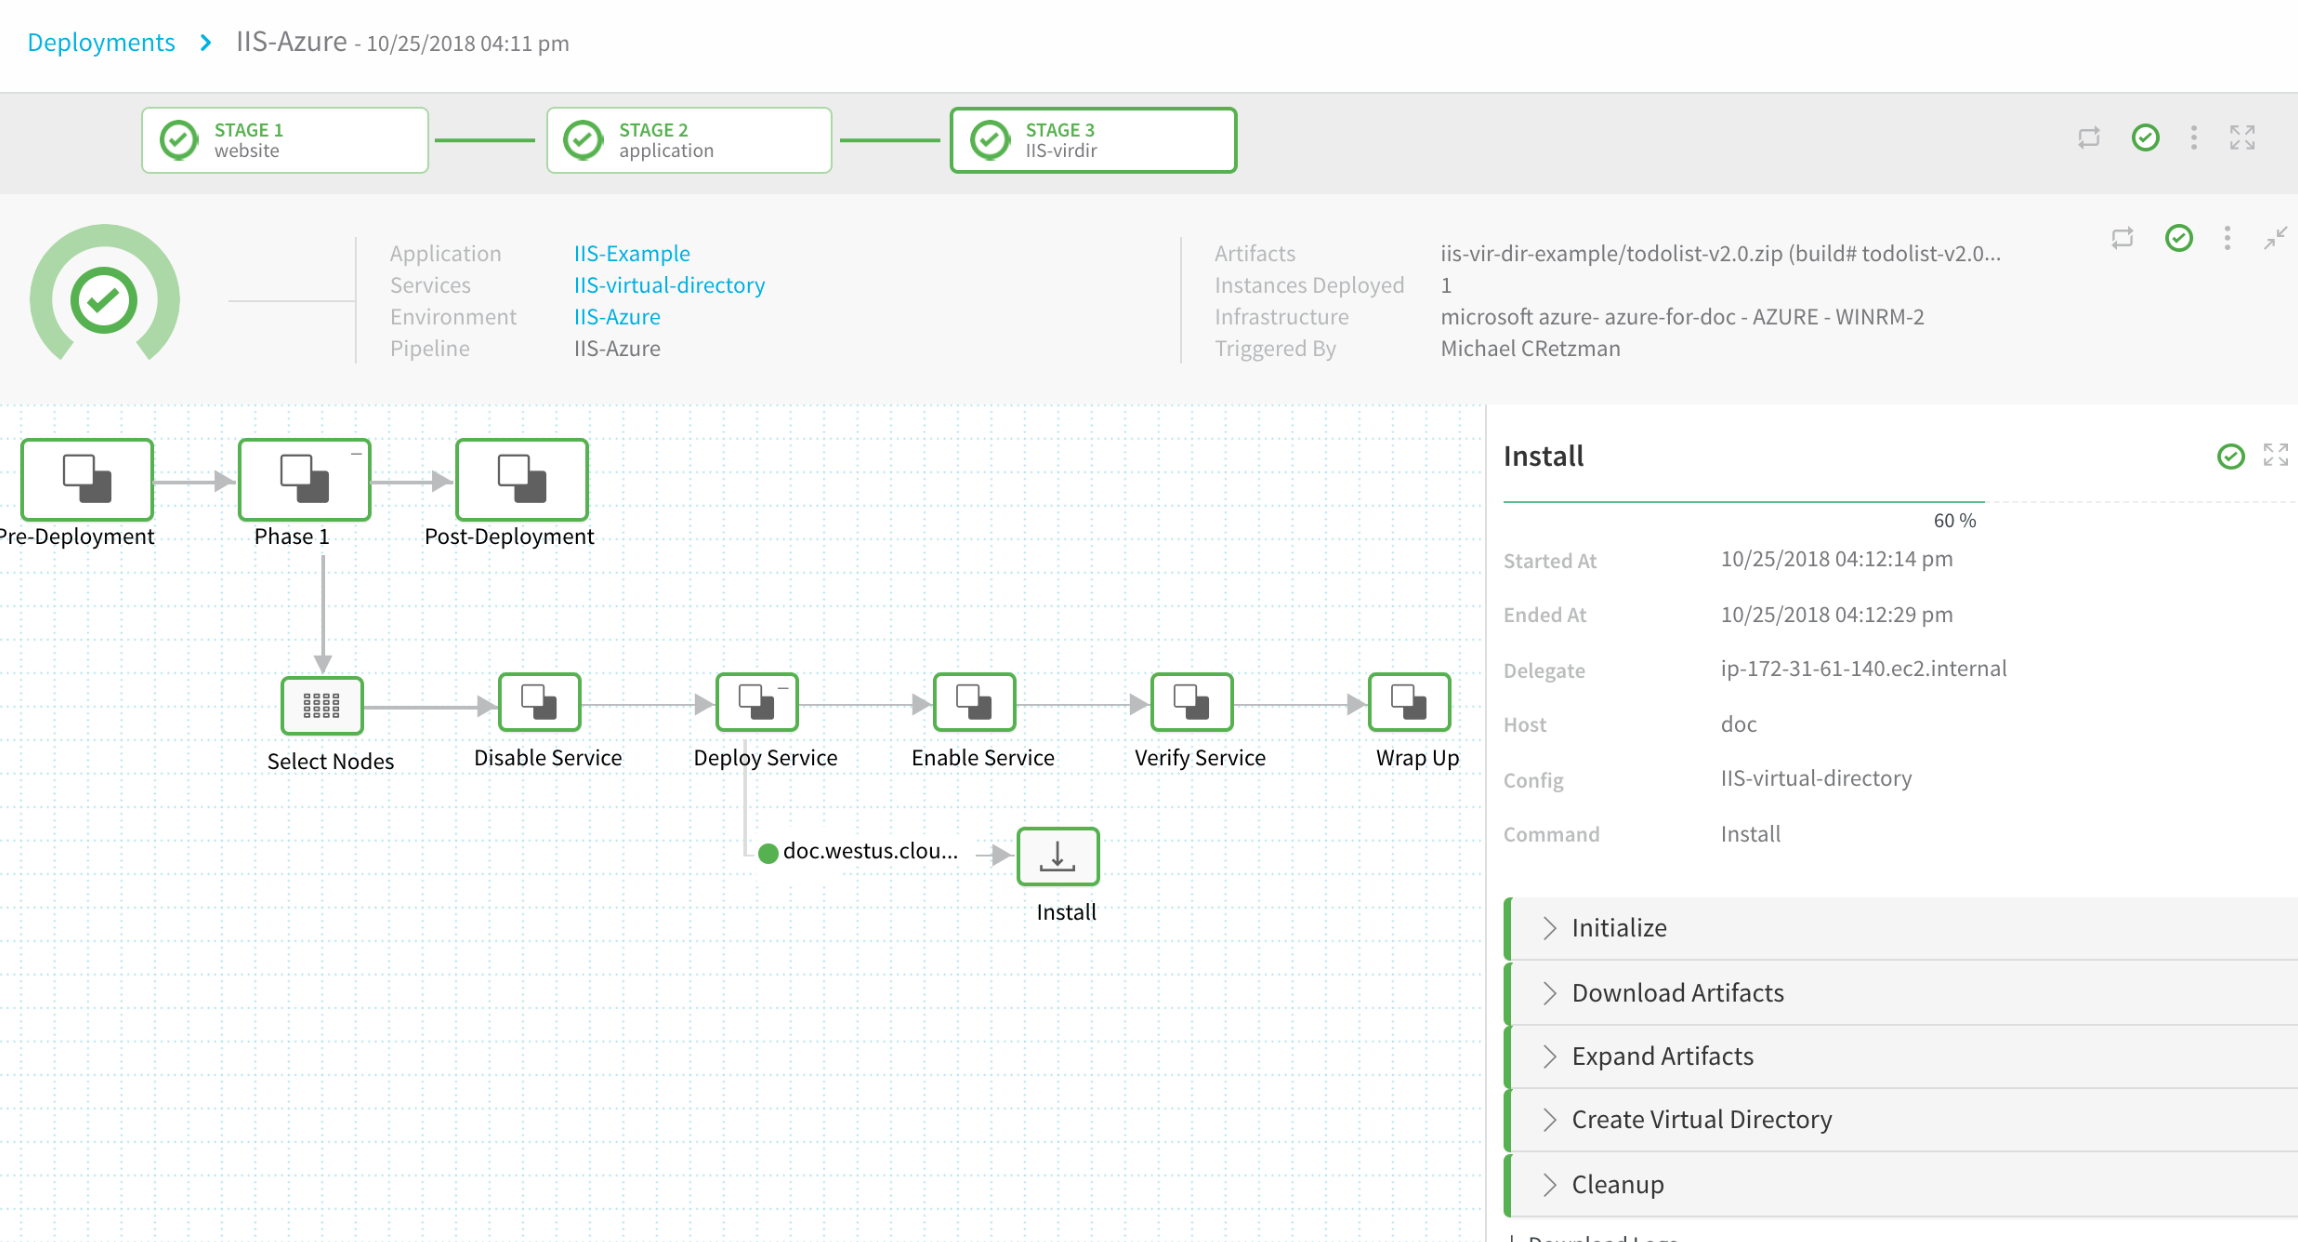 Deployments > IIS-Azure - 10/25/2018 04:11 pm
STAGE 1
website
STAGE 2
application
STAGE 3
IIS-virdir
Application IIS-Example
Services IIS-virtual-directory
Environment IIS-Azure
Pipeline IIS-Azure
Artifacts iis-vir-dir-example/todolist-v2.0.zip (build# todolist-v2.0...
Instances Deployed 1
Infrastructure microsoft azure- azure-for-doc - AZURE - WINRM-2
Triggered By Michael CRetzman
Pre-Deployment
Phase 1
Post-Deployment
Select Nodes
Disable Service
Deploy Service
Enable Service
Verify Service
Wrap Up
doc.westus.clou...
Install
Install
60 %
Started At 10/25/2018 04:12:14 pm
Ended At 10/25/2018 04:12:29 pm
Delegate ip-172-31-61-140.ec2.internal
Host doc
Config IIS-virtual-directory
Command Install
Initialize
Download Artifacts
Expand Artifacts
Create Virtual Directory
Cleanup
Download Logs